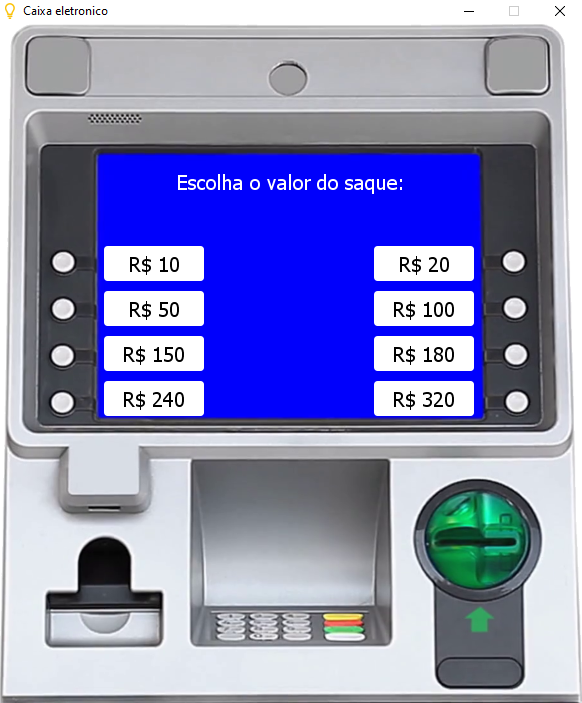 Caixa eletronico
Escolha o valor do saque:
R$ 10
R$ 20
R$ 50
R$ 100
R$ 150
R$ 180
R$ 240
R$ 320